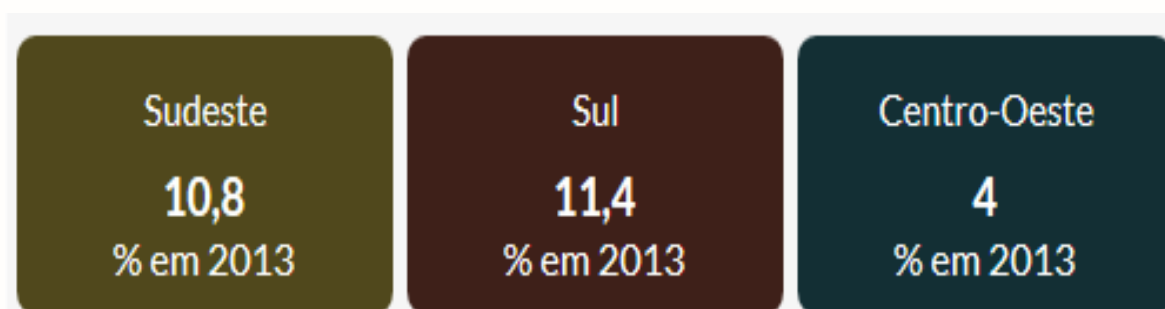 Sudeste
10,8
% em 2013
Sul
11,4
% em 2013
Centro-Oeste
4
% em 2013